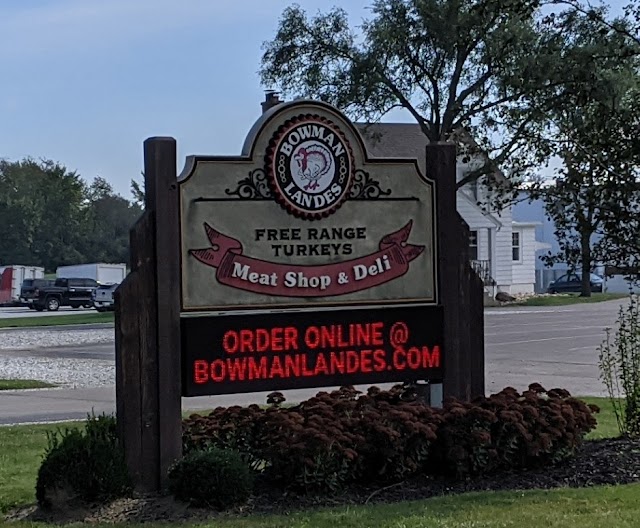 BOWMAN
LANDES
FREE RANGE
TURKEYS
Meat Shop & Deli
ORDER ONLINE @
BOWMANLANDES.COM